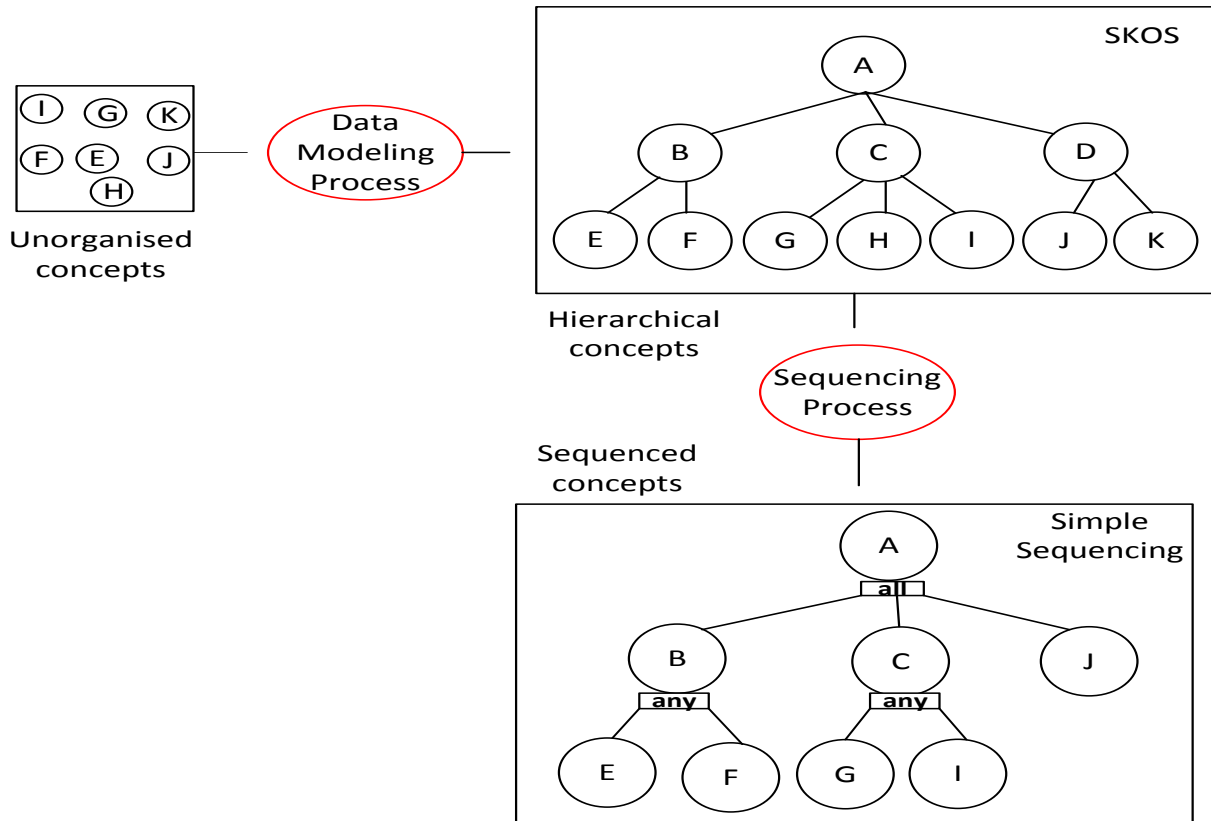 SKOS
A
I
G
K
Data
Modeling
Process
B
C
D
F
E
J
H
Unorganised
concepts
E
F
G
H
I
J
K
Hierarchical
concepts
Sequencing
Process
Sequenced
concepts
Simple
Sequencing
A
all
B
C
J
any
any
E
F
G
I